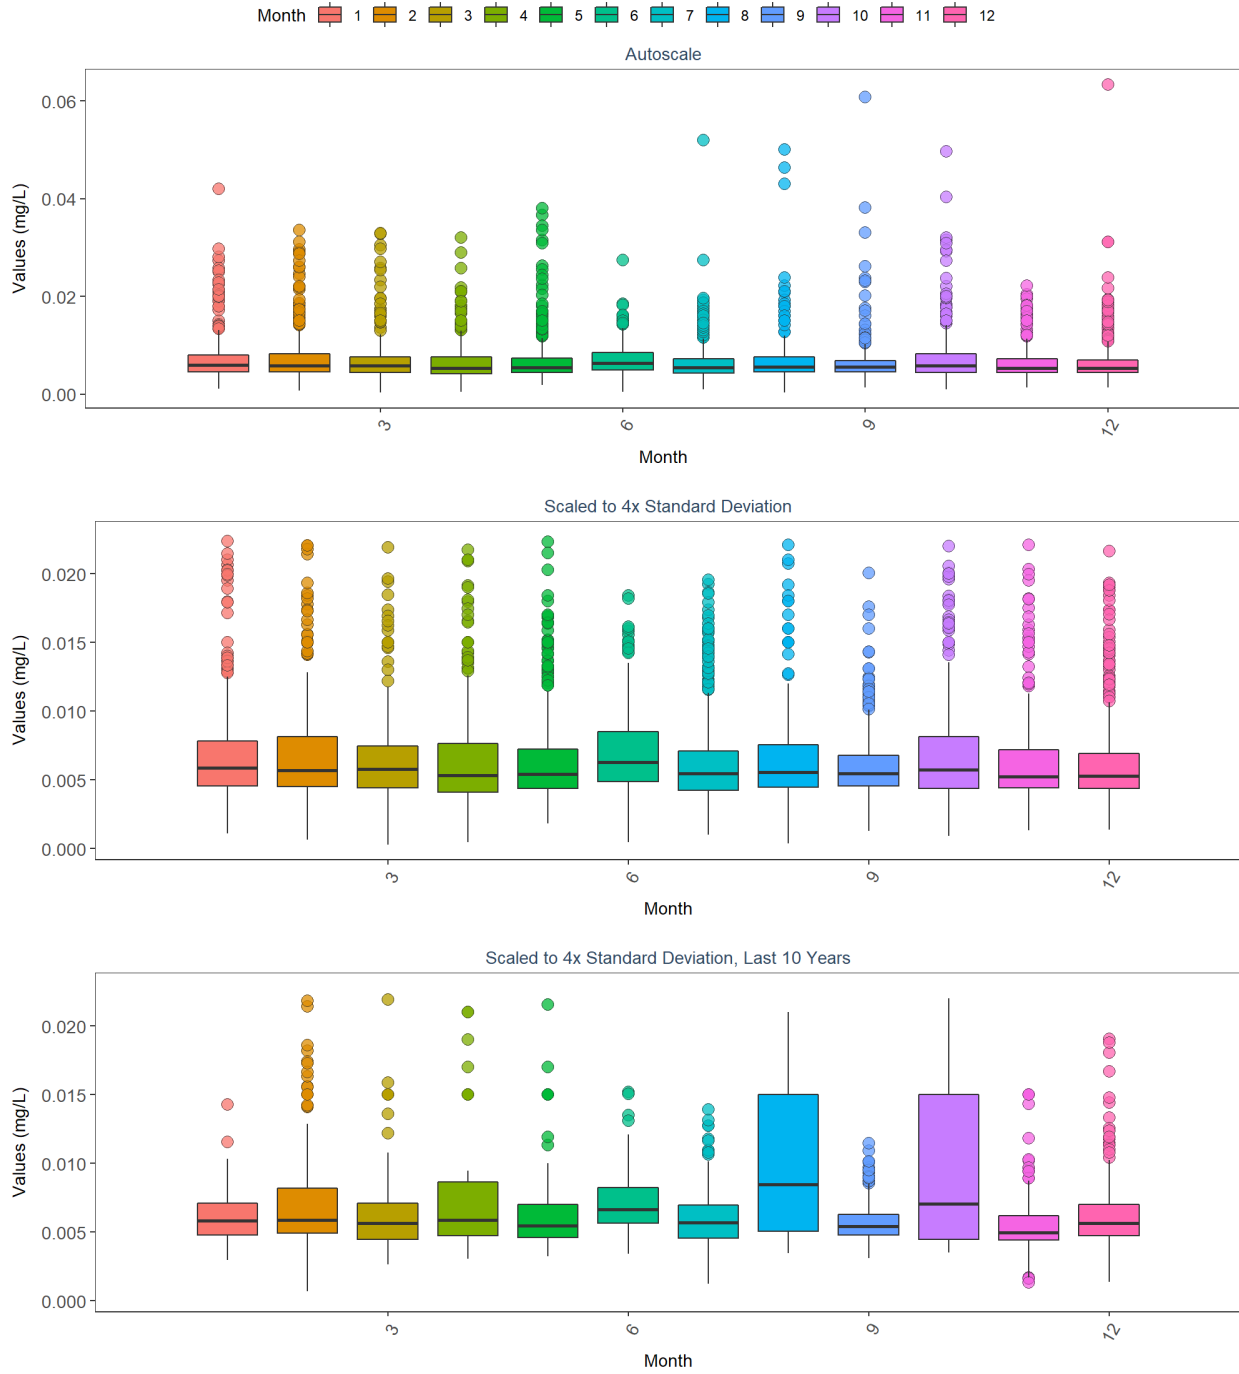 Month 1 2 3 4 5 6 7 8 9 10 11 12
Autoscale
Values (mg/L)
0.06
0.04
0.02
0.00
3 6 9 12
Month
Scaled to 4x Standard Deviation
Values (mg/L)
0.020
0.015
0.010
0.005
0.000
3 6 9 12
Month
Scaled to 4x Standard Deviation, Last 10 Years
Values (mg/L)
0.020
0.015
0.010
0.005
0.000
3 6 9 12
Month